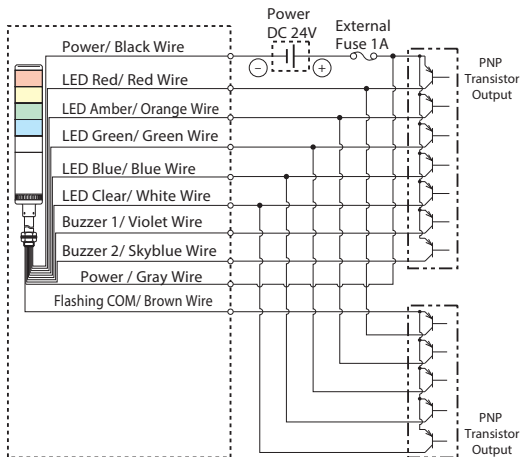 Power
DC 24V
External
Fuse 1A
Power/ Black Wire
LED Red/ Red Wire
LED Amber/ Orange Wire
LED Green/ Green Wire
LED Blue/ Blue Wire
LED Clear/ White Wire
Buzzer 1/ Violet Wire
Buzzer 2/ Skyblue Wire
Power / Gray Wire
Flashing COM/ Brown Wire
PNP
Transistor
Output
PNP
Transistor
Output